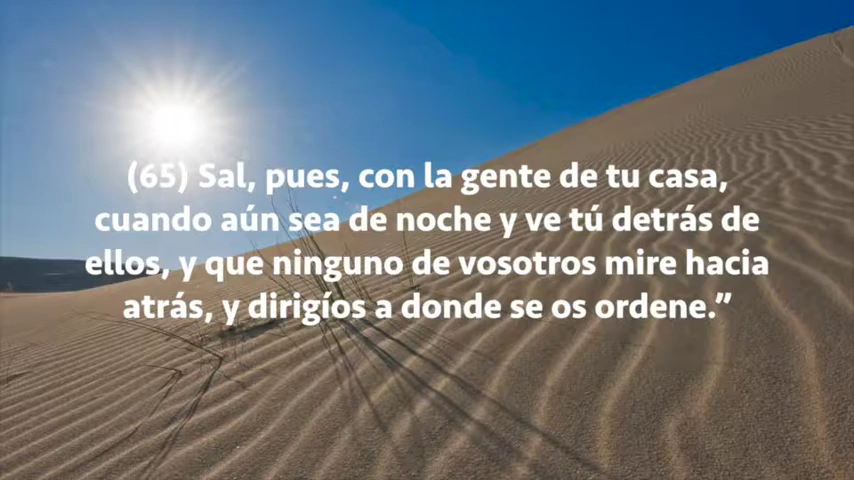 (65) Sal, pues, con la gente de tu casa,
cuando aún sea de noche y ve tú detrás de
ellos, y que ninguno de vosotros mire hacia
atrás, y dirigíos a donde se os ordene.”